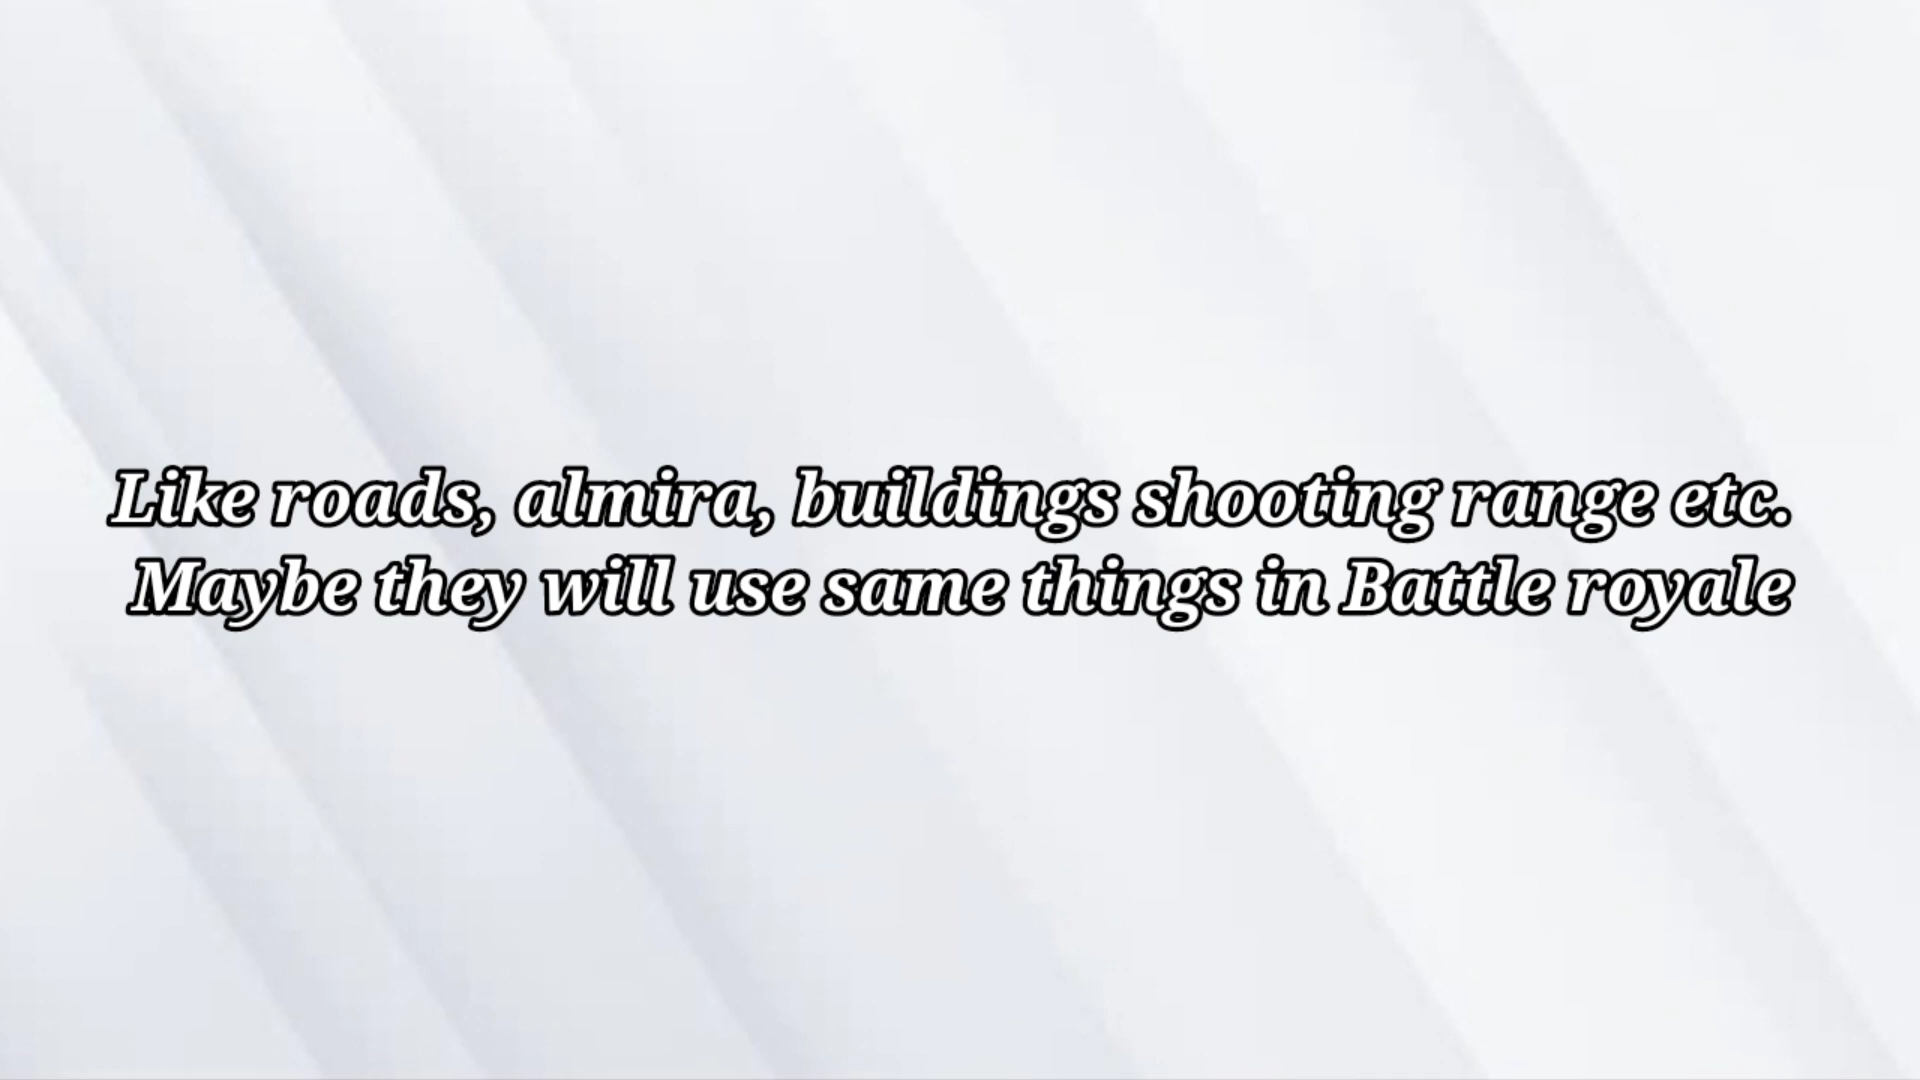 Like roads, almira, buildings shooting range etc.
Maybe they will use same things in Battle royale